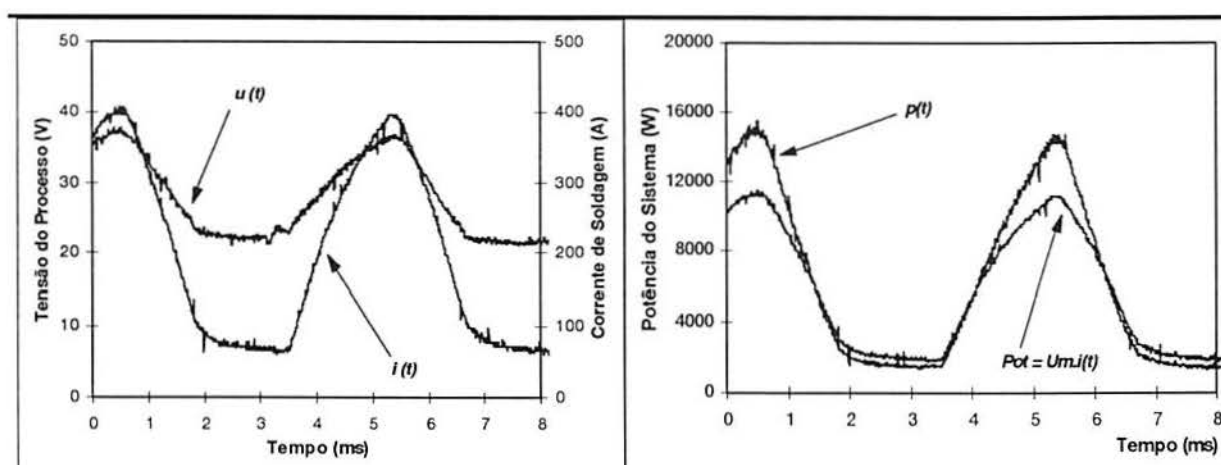 Tensão do Processo (V)
50
40
30
20
10
0
u (t)
i (t)
0 1 2 3 4 5 6 7 8
Tempo (ms)
500
400
300
200
100
0
Corrente de Soldagem (A)
Potência do Sistema (W)
20000
16000
12000
8000
4000
0
p(t)
Pot = Um.i(t)
0 1 2 3 4 5 6 7 8
Tempo (ms)